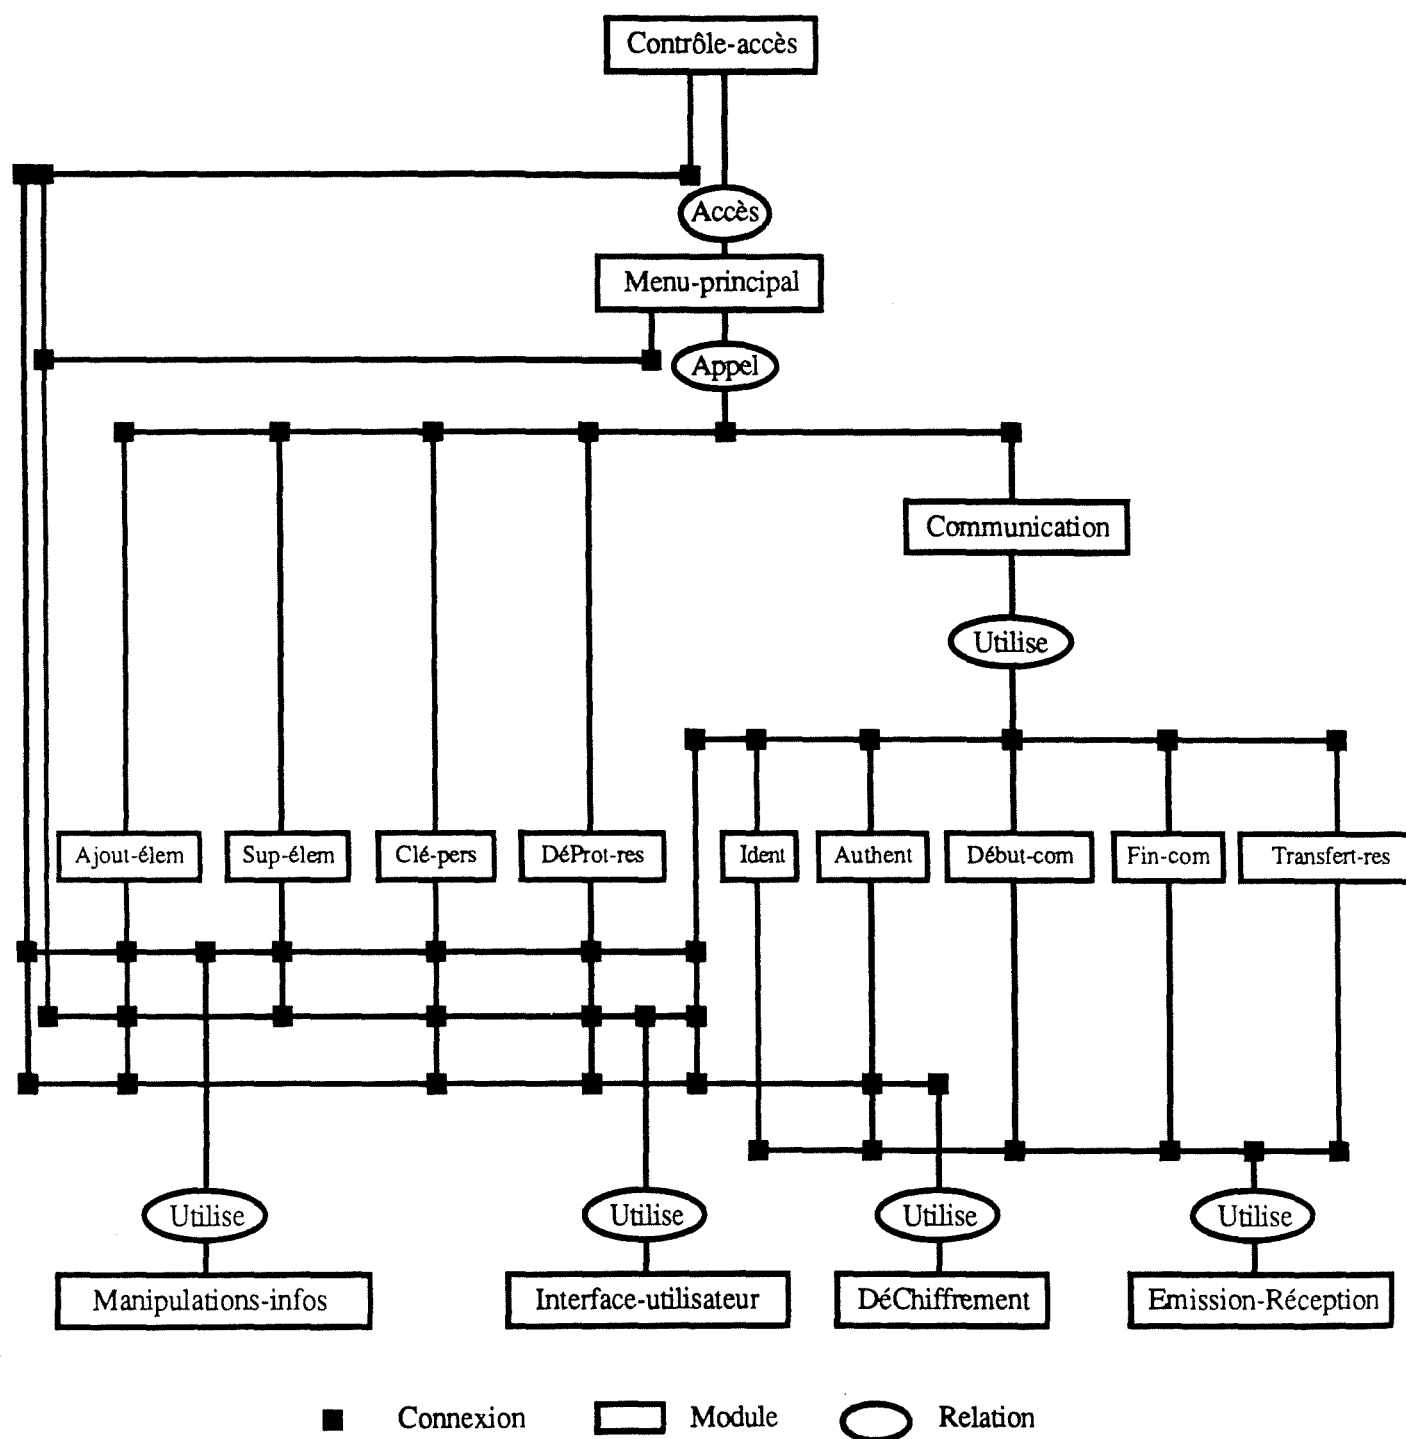 Contrôle-accès
Accès
Menu-principal
Appel
Communication
Utilise
Ajout-élem Sup-élem Clé-pers DéProt-res Ident Authent Début-com Fin-com Transfert-res
Utilise Utilise Utilise Utilise
Manipulations-infos Interface-utilisateur DéChiffrement Emission-Réception
Connexion Module Relation